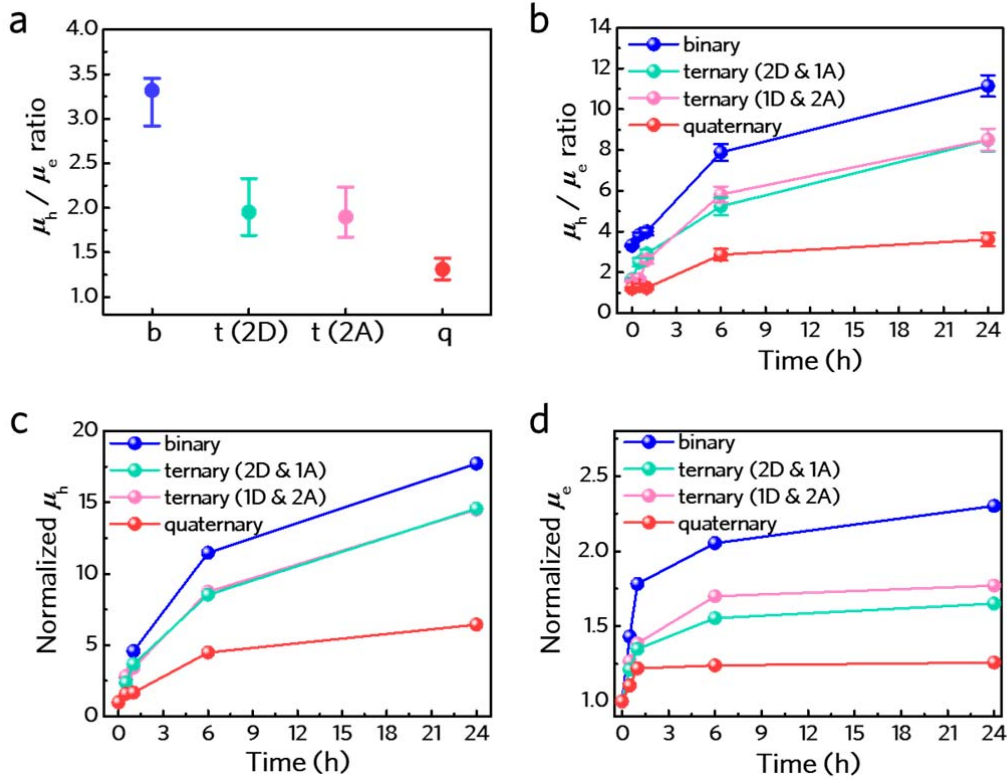 a
4.0
3.5
3.0
2.5
2.0
1.5
1.0
μh / μe ratio
b
t (2D)
t (2A)
q
b
14
12
10
8
6
4
2
0
μh / μe ratio
binary
ternary (2D & 1A)
ternary (1D & 2A)
quaternary
0 3 6 9 12 15 18 21 24
Time (h)
c
20
15
10
5
0
Normalized μh
binary
ternary (2D & 1A)
ternary (1D & 2A)
quaternary
0 3 6 9 12 15 18 21 24
Time (h)
d
2.5
2.0
1.5
1.0
Normalized μe
binary
ternary (2D & 1A)
ternary (1D & 2A)
quaternary
0 3 6 9 12 15 18 21 24
Time (h)